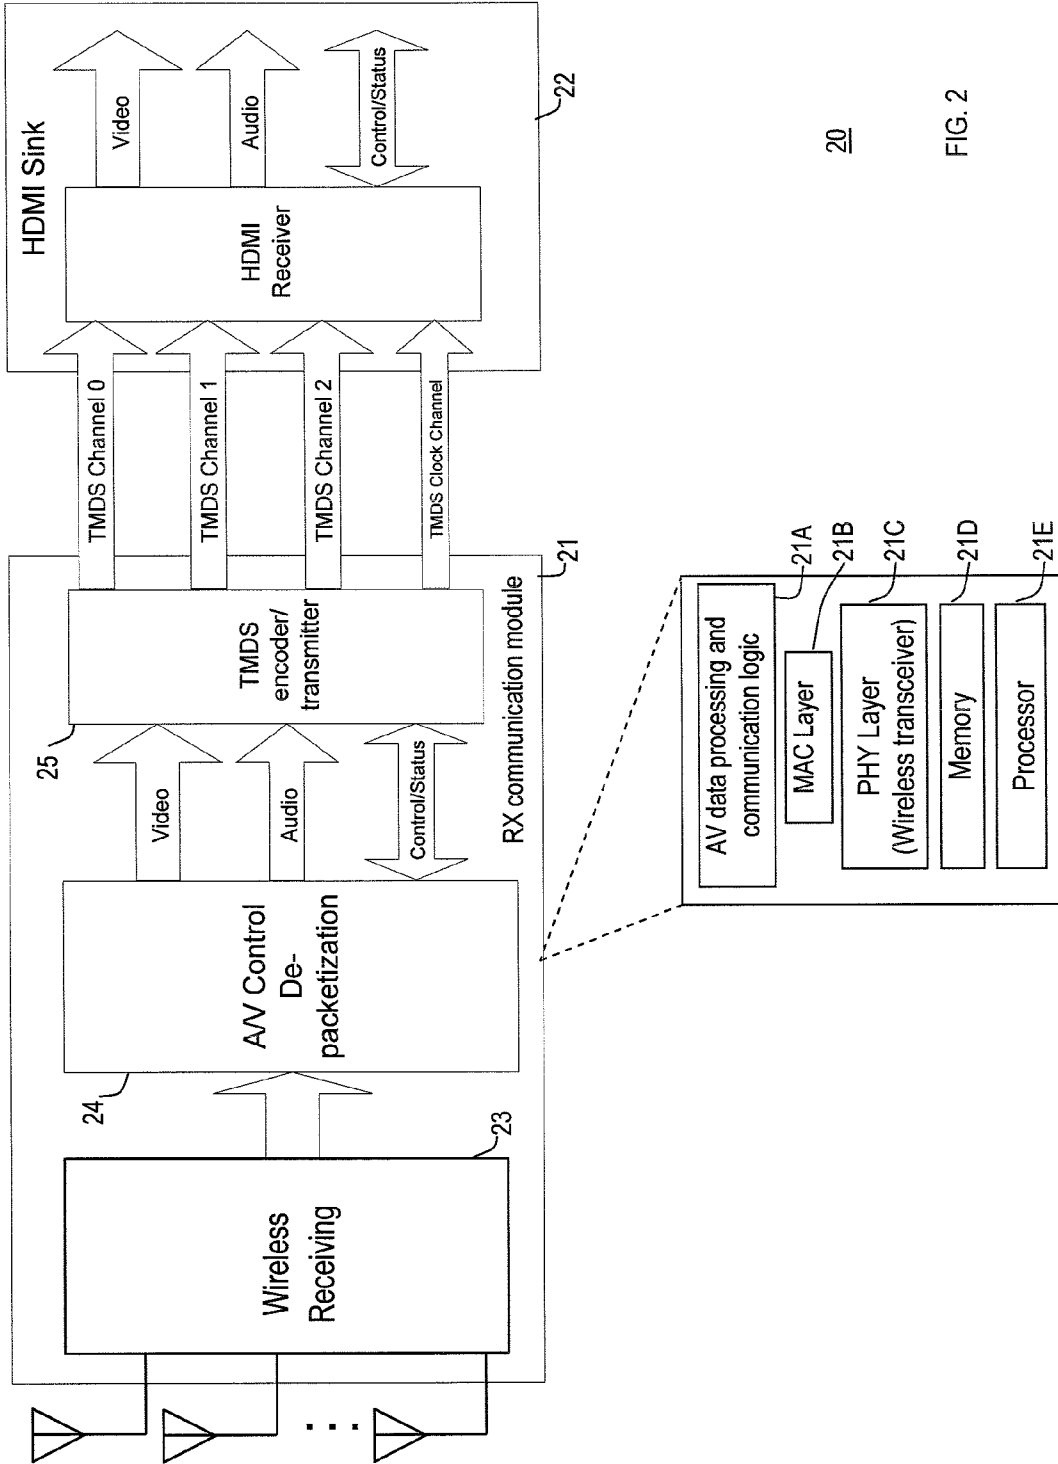 HDMI Sink
Video
Audio
Control/Status
HDMI
Receiver
22
TMDS Channel 0
TMDS Channel 1
TMDS Channel 2
TMDS Clock Channel
TMDS
encoder/
transmitter
25
21
RX communication module
Video
Audio
Control/Status
A/V Control
De-
packetization
24
Wireless
Receiving
23
AV data processing and
communication logic
21A
MAC Layer
21B
PHY Layer
(Wireless transceiver)
21C
Memory
21D
Processor
21E
20
FIG. 2